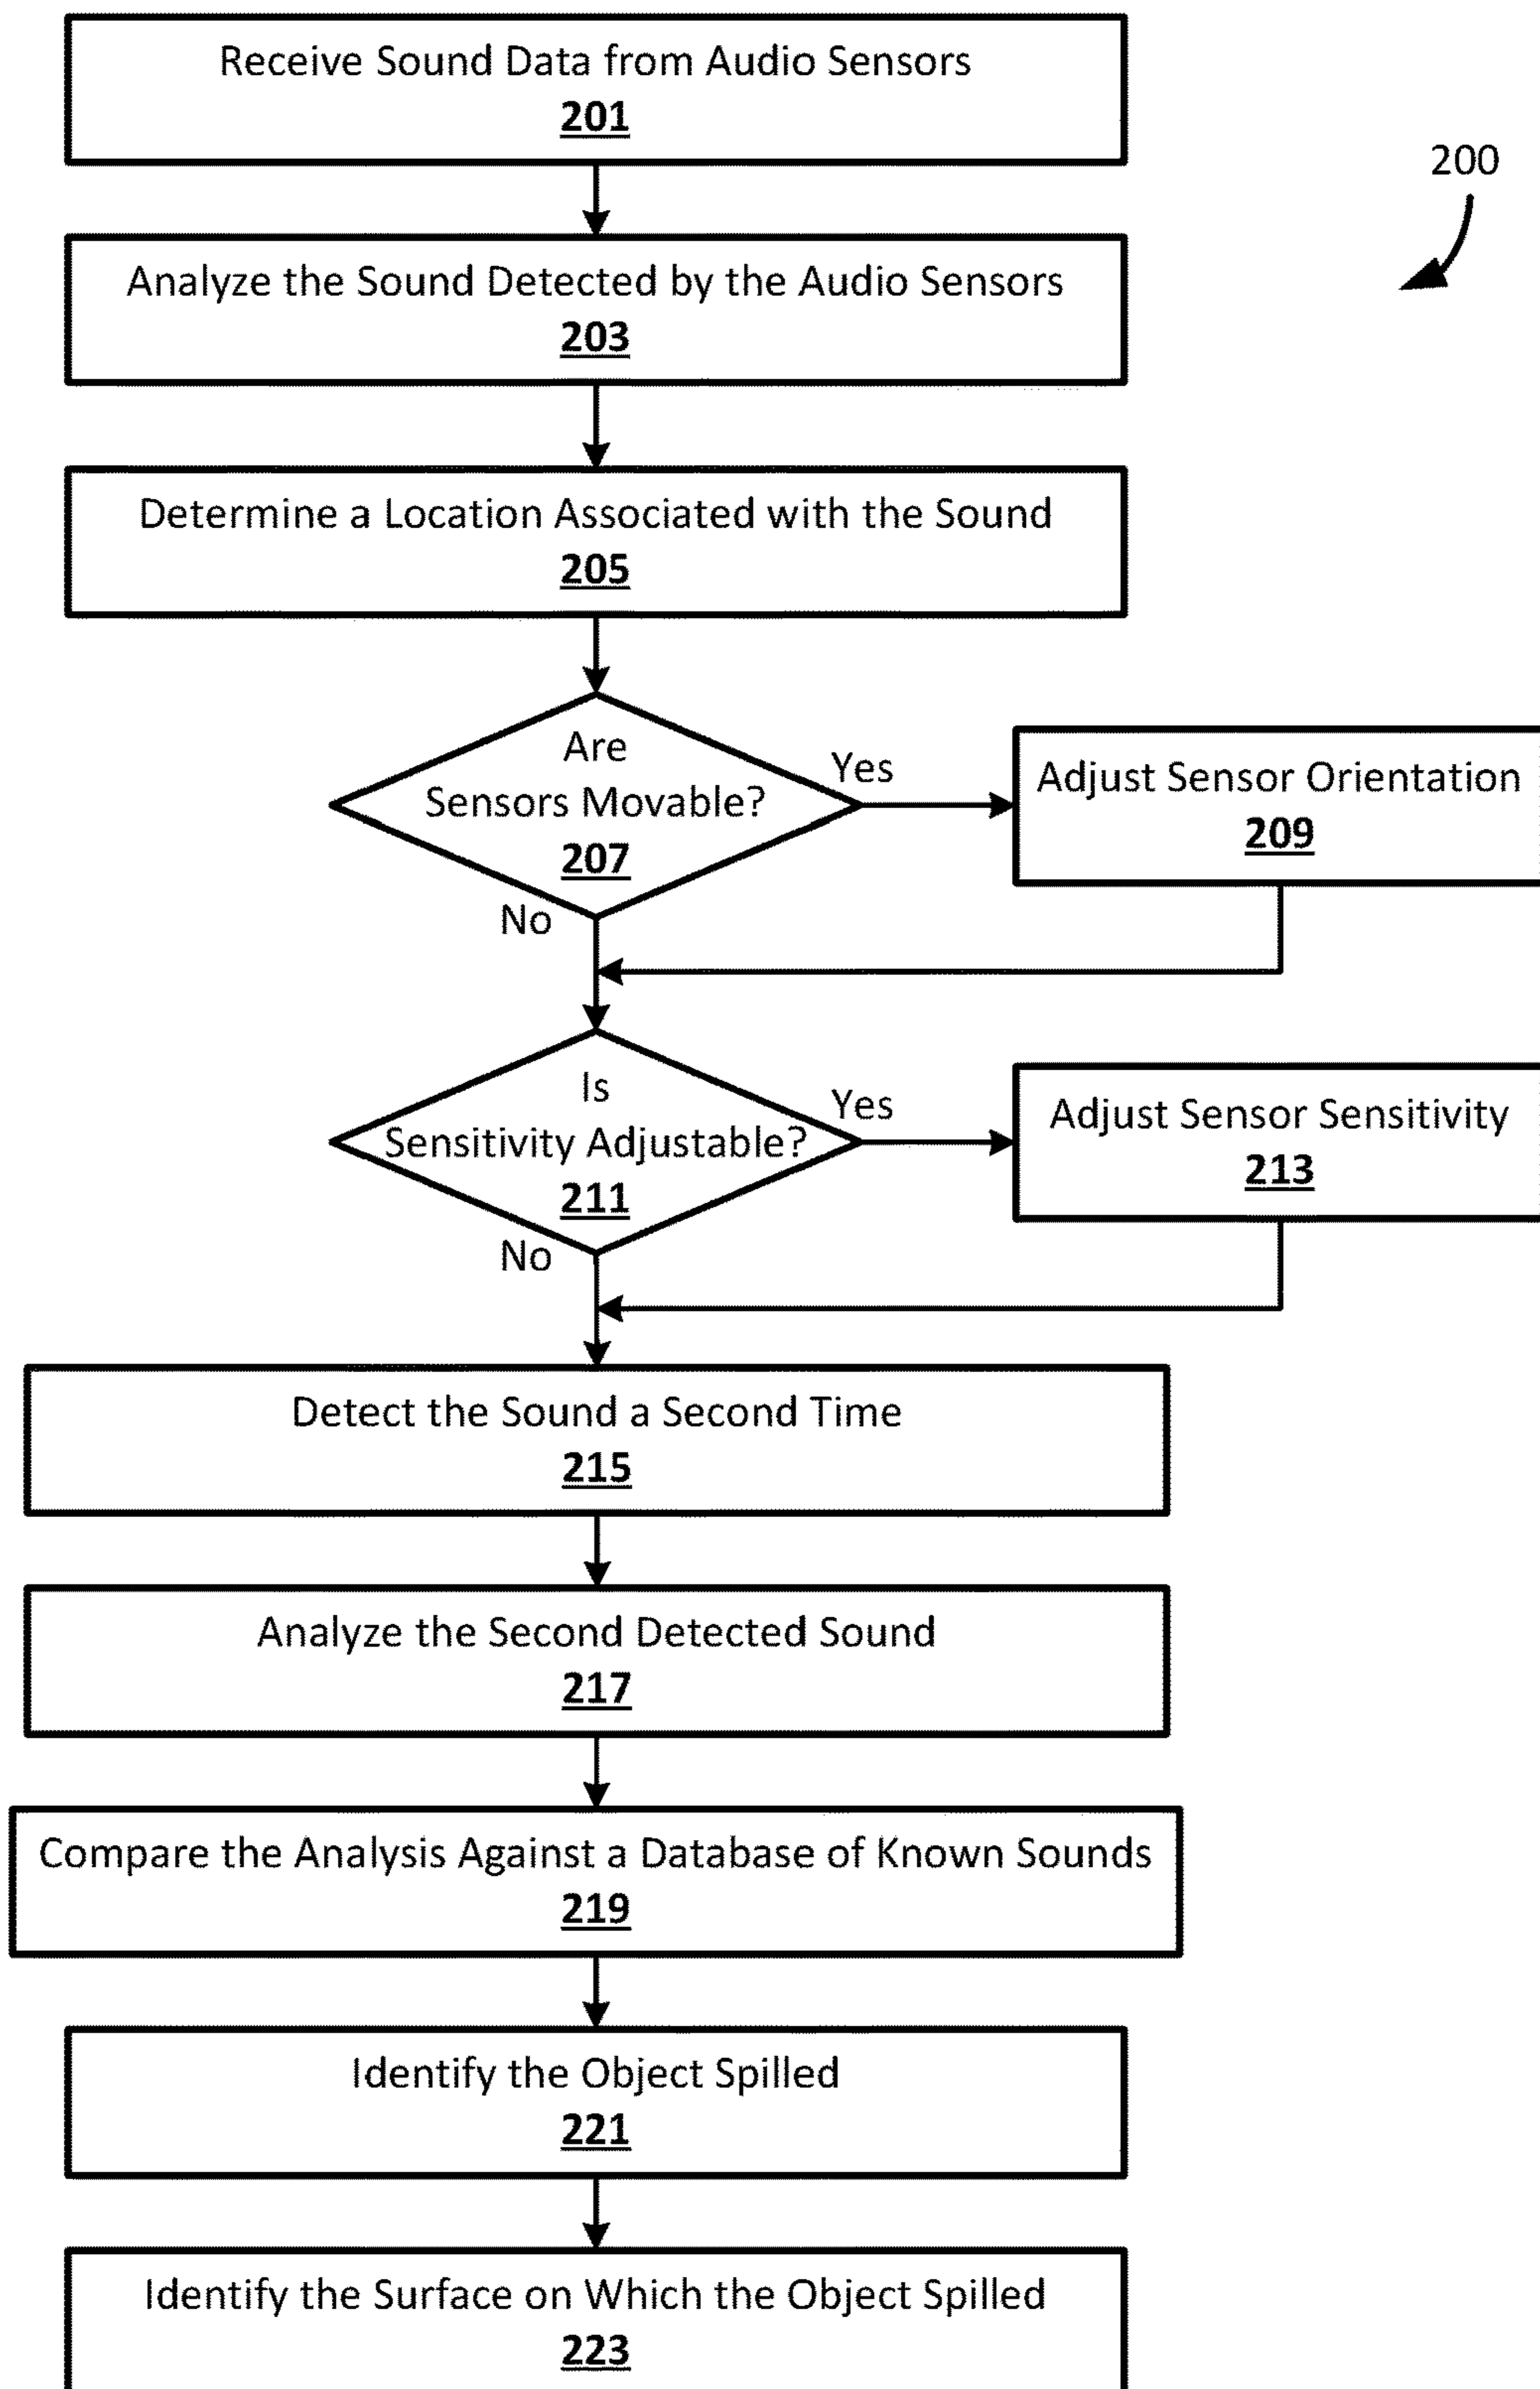 Receive Sound Data from Audio Sensors
201
200
Analyze the Sound Detected by the Audio Sensors
203
Determine a Location Associated with the Sound
205
Are
Sensors Movable?
207
Yes
No
Adjust Sensor Orientation
209
Is
Sensitivity Adjustable?
211
Yes
No
Adjust Sensor Sensitivity
213
Detect the Sound a Second Time
215
Analyze the Second Detected Sound
217
Compare the Analysis Against a Database of Known Sounds
219
Identify the Object Spilled
221
Identify the Surface on Which the Object Spilled
223